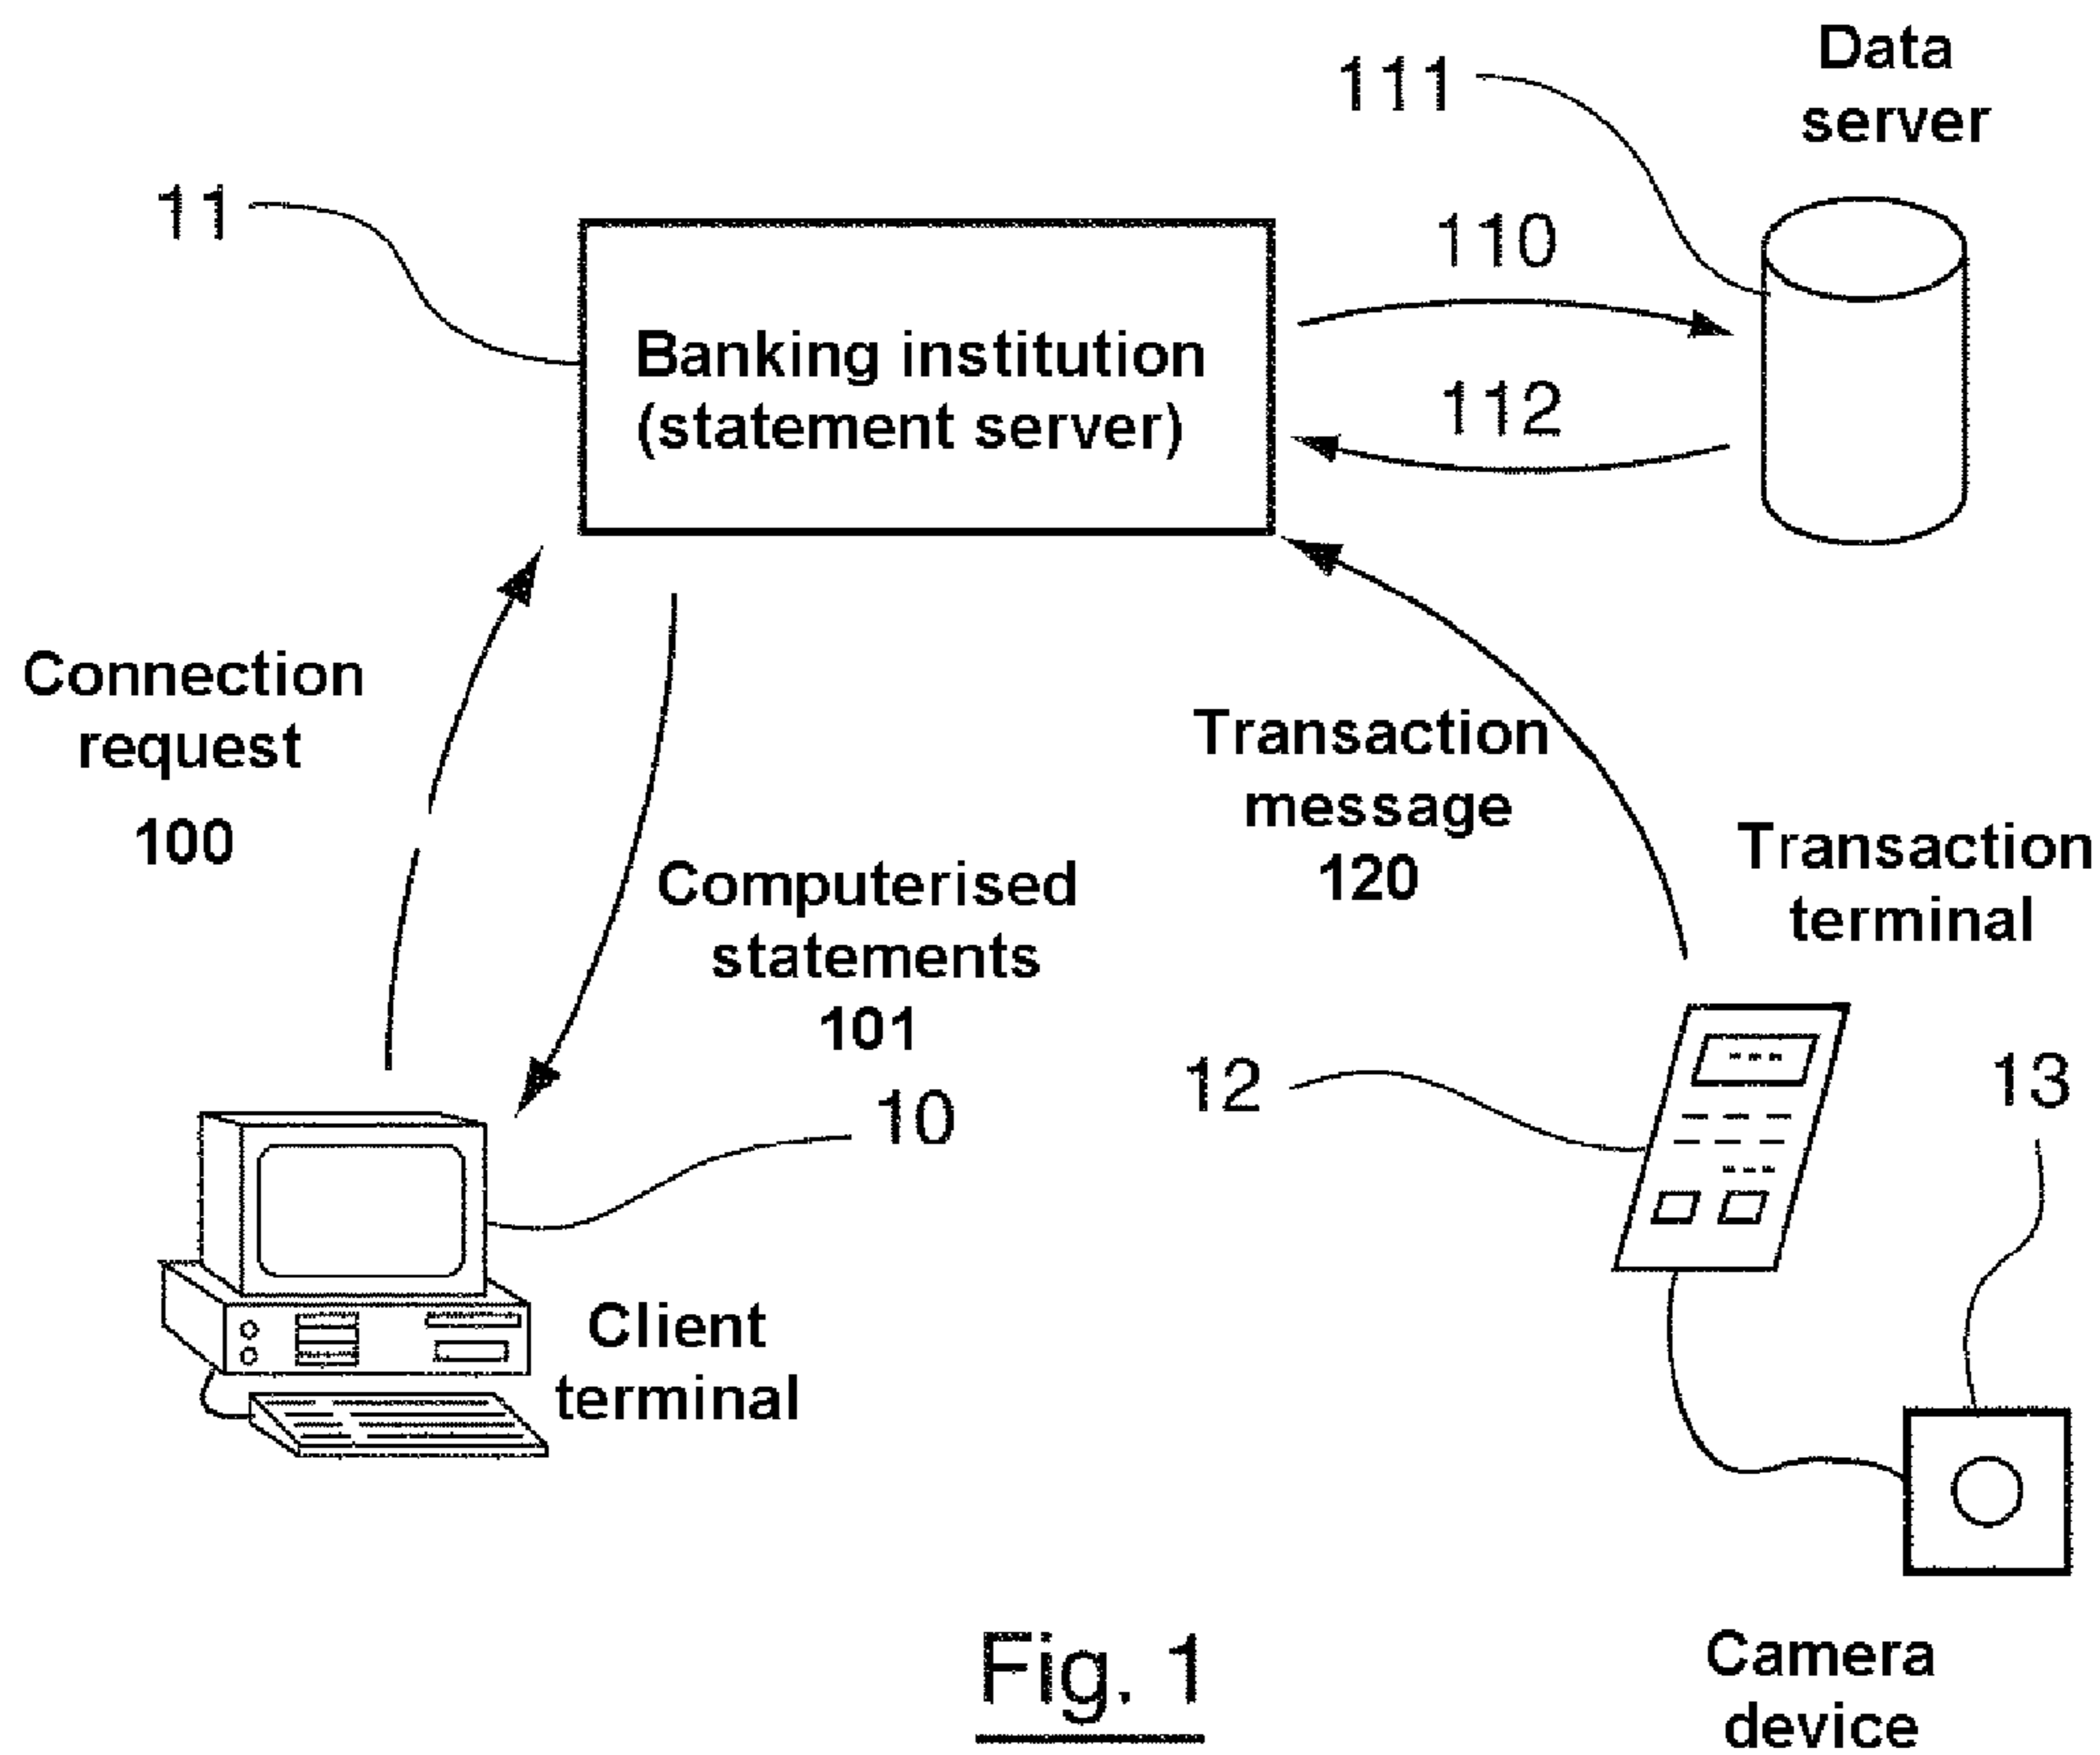 Data
server
111
11
110
Banking institution
(statement server)
112
Connection
request
100
Transaction
message
120
Transaction
terminal
Computerised
statements
101
10
12
13
Client
terminal
Camera
device
Fig. 1